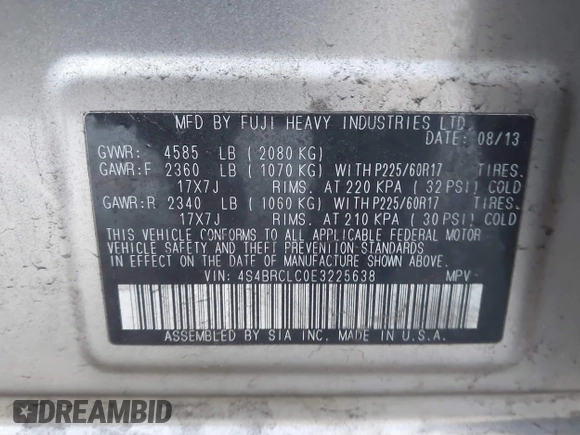 MFD BY FUJI HEAVY INDUSTRIES LTD.
DATE: 08/13
GVWR: 4585 LB (2080 KG)
GAWR:F 2360 LB (1070 KG) WITH P225/60R17 TIRES.
17X7J RIMS. AT 220 KPA (32 PSI) COLD
GAWR:R 2340 LB (1060 KG) WITH P225/60R17 TIRES.
17X7J RIMS. AT 210 KPA (30 PSI) COLD
THIS VEHICLE CONFORMS TO ALL APPLICABLE FEDERAL MOTOR
VEHICLE SAFETY AND THEFT PREVENTION STANDARDS
IN EFFECT ON THE DATE OF MANUFACTURE SHOWN ABOVE.
VIN: 4S4BRCLC0E3225638 MPV
ASSEMBLED BY SIA INC. MADE IN U.S.A.
DREAMBID